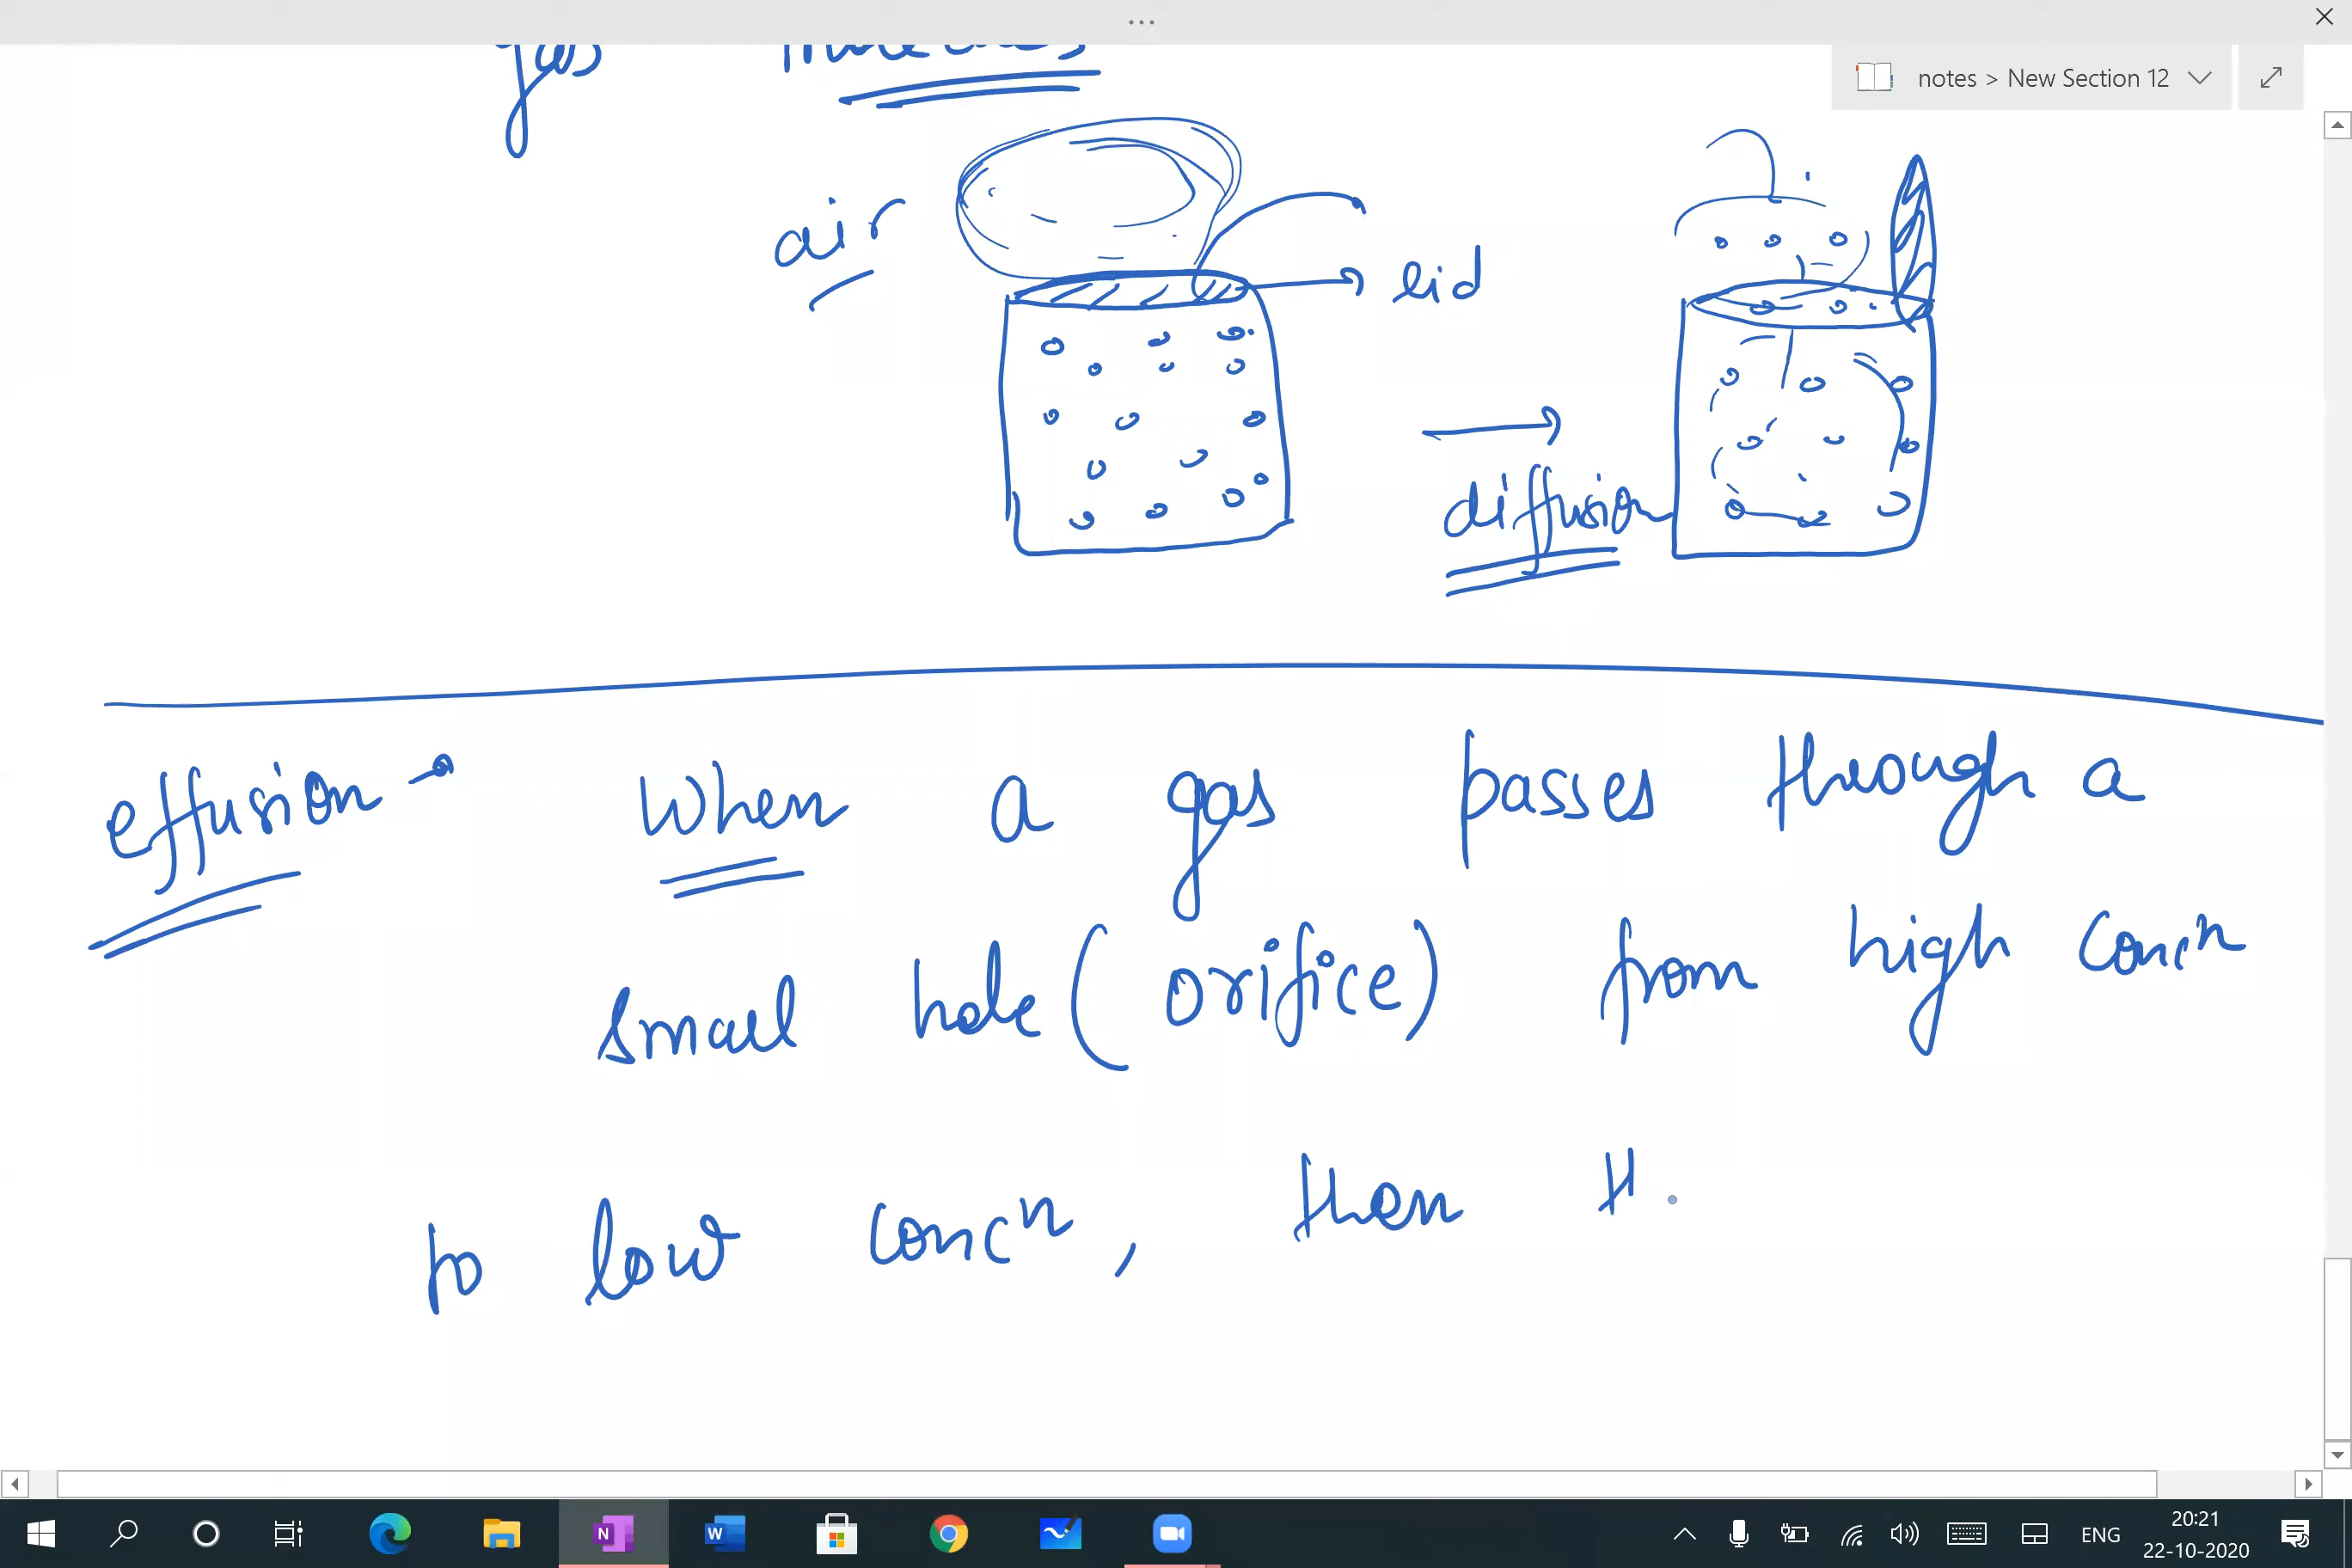 ...
gas
notes > New Section 12
air
lid
diffusion
effusion → When a gas passes through a
small hole (orifice) from high concn
to low concn, then
ENG
20:21
22-10-2020